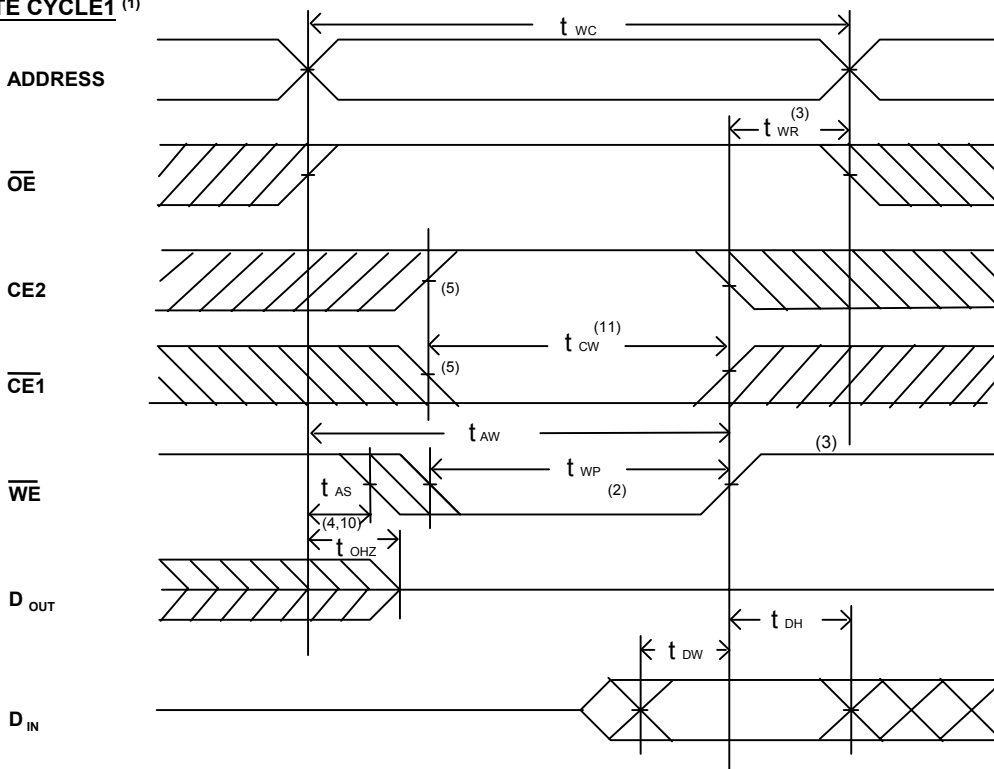 TE CYCLE1 (1)
t WC
ADDRESS
t WR (3)
OE
CE2
(5)
t CW (11)
CE1
(5)
t AW
(3)
WE
t AS
t WP
(2)
(4,10)
t OHZ
D OUT
t DH
t DW
D IN